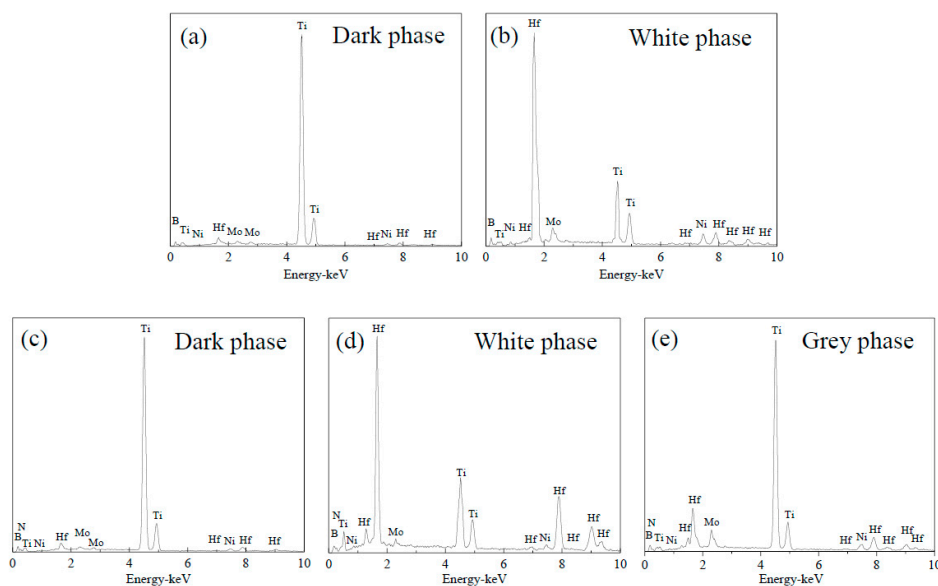 (a) Dark phase
Ti
Ti
B
Ti
Ni
Hf
Mo
Mo
Hf
Ni
Hf
Hf
0 2 4 6 8 10
Energy-keV
(b) White phase
Hf
Ti
Ti
B
Ti
Ni
Hf
Mo
Hf
Ni
Hf
Hf
Hf
Hf
0 2 4 6 8 10
Energy-keV
(c) Dark phase
Ti
Ti
N
B
Ti
Ni
Hf
Mo
Mo
Hf
Ni
Hf
Hf
0 2 4 6 8 10
Energy-keV
(d) White phase
Hf
Ti
Ti
N
B
Ti
Ni
Hf
Mo
Hf
Ni
Hf
Hf
Hf
Hf
0 2 4 6 8 10
Energy-keV
(e) Grey phase
Ti
Ti
N
B
Ti
Ni
Hf
Hf
Mo
Hf
Ni
Hf
Hf
Hf
Hf
0 2 4 6 8 10
Energy-keV